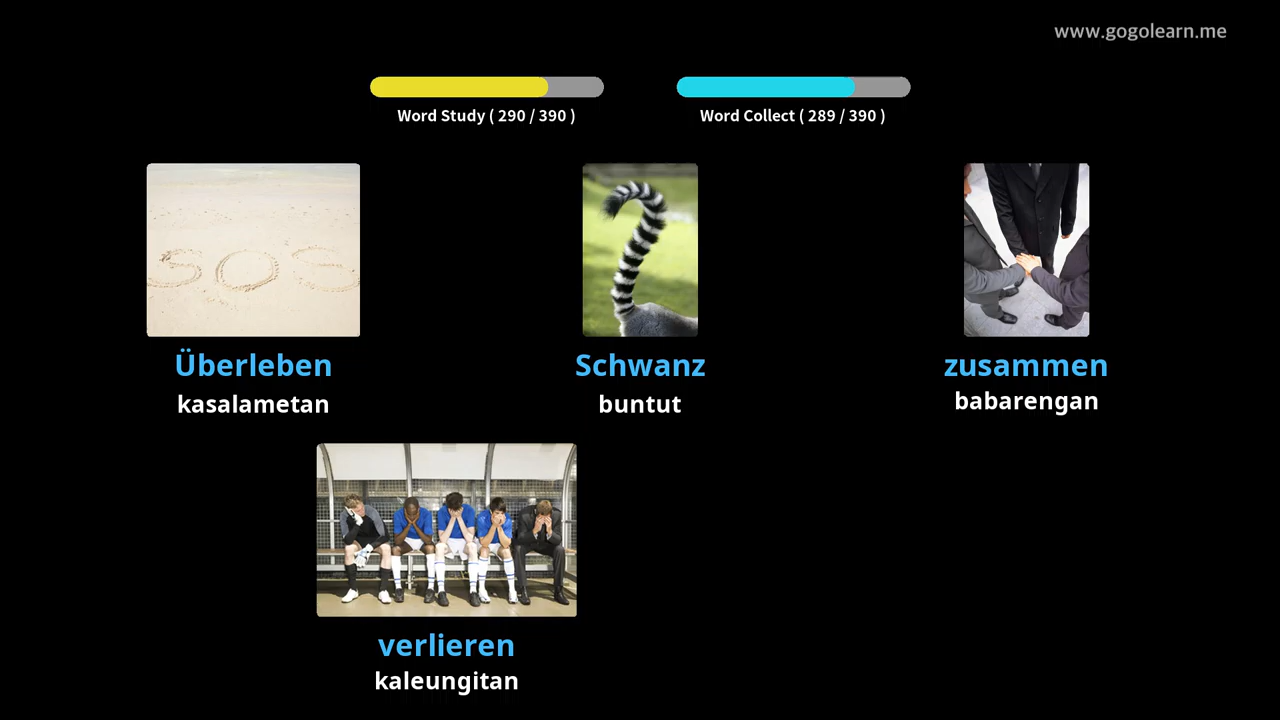 www.gogolearn.me
Word Study ( 290 / 390 )
Word Collect ( 289 / 390 )
SOS
Überleben
kasalametan
Schwanz
buntut
zusammen
babarengan
verlieren
kaleungitan